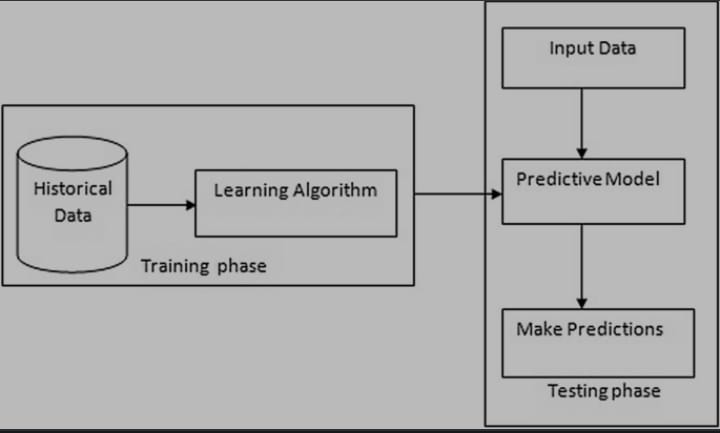 Input Data
Predictive Model
Historical
Data
Learning Algorithm
Training phase
Make Predictions
Testing phase